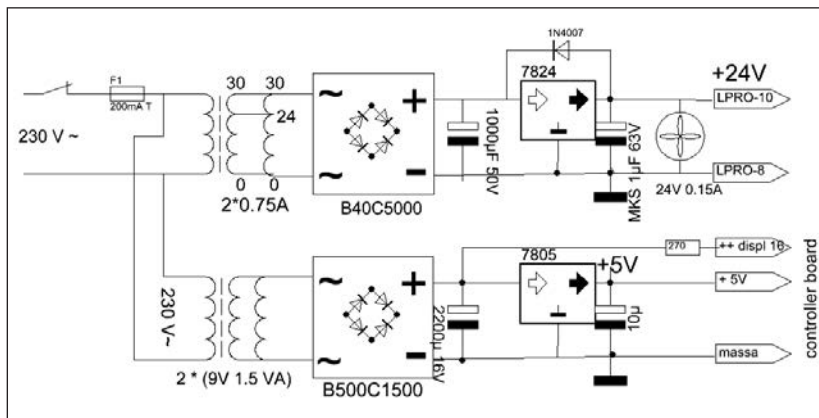 1N4007
30 30
F1
200mA T
24
7824
+24V
LPRO-10
230 V ~
~
+
~
-
1000µF 50V
MKS 1µF 63V
24V 0.15A
LPRO-8
0 0
2*0.75A
B40C5000
7805
270
++ displ 16
+5V
+ 5V
230 V~
~
+
~
-
2200µ 16V
10µ
massa
2 * (9V 1.5 VA)
B500C1500
controller board